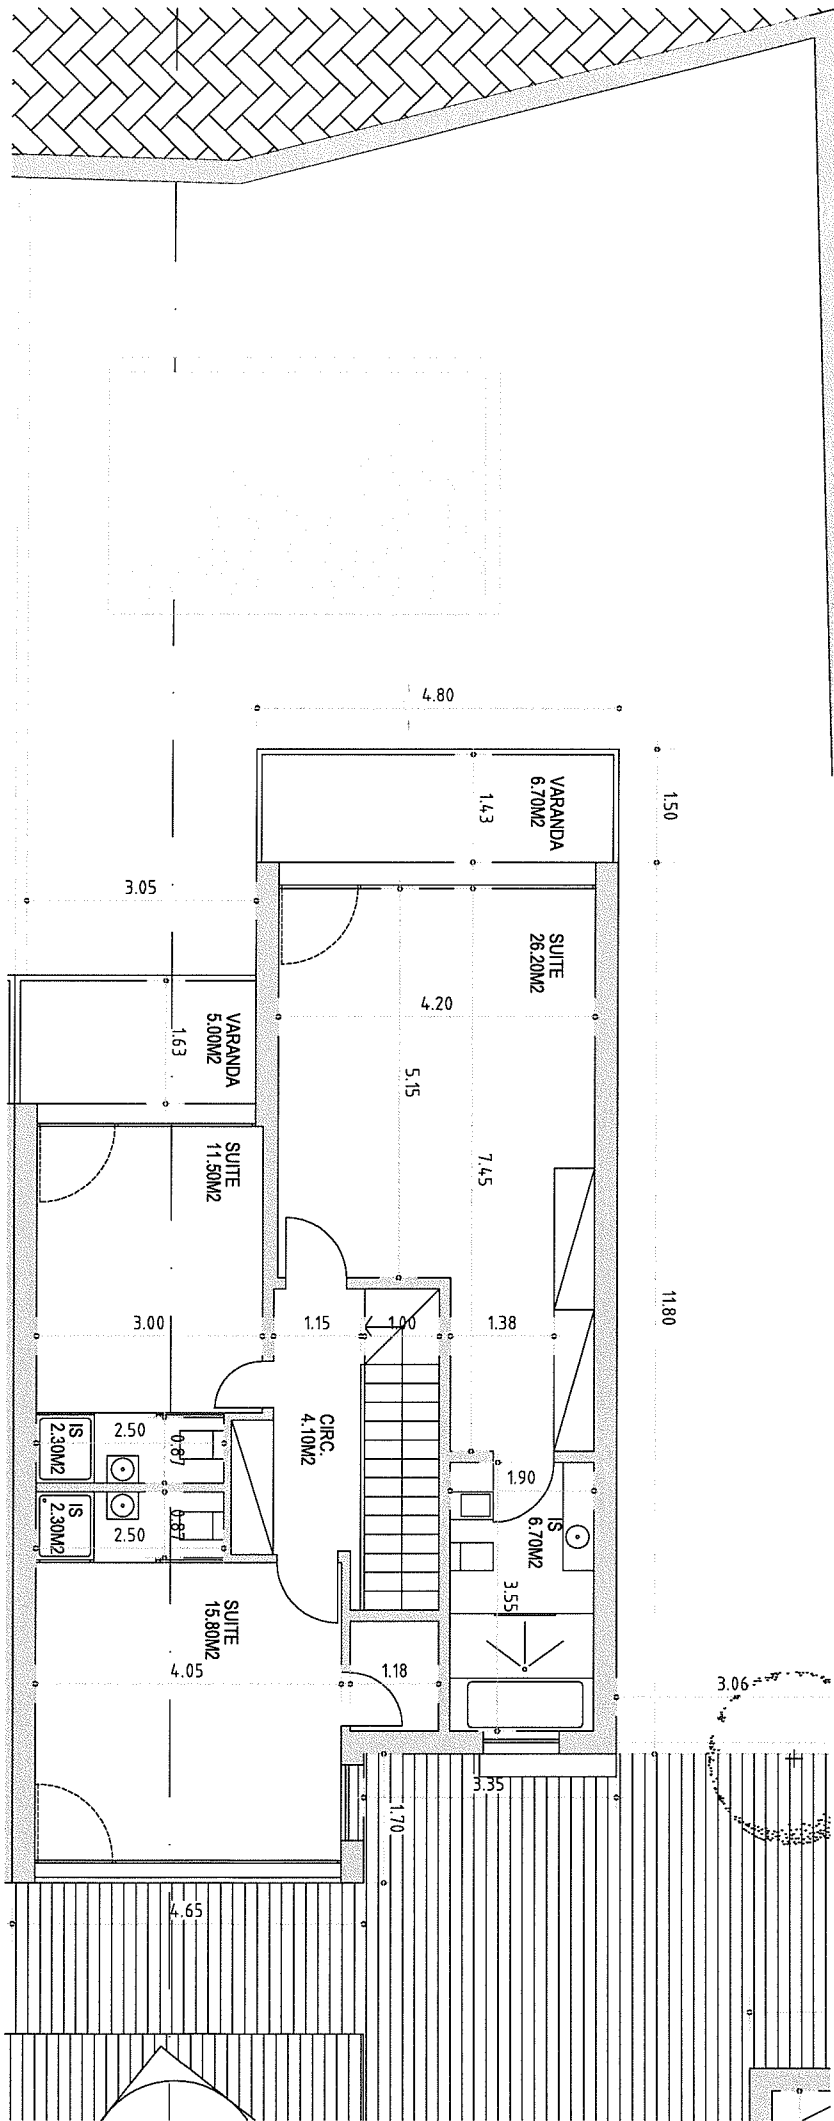 4.80
1.50
VARANDA
6.70M2
1.43
3.05
SUITE
26.20M2
4.20
VARANDA
5.00M2
1.63
5.15
7.45
SUITE
11.50M2
11.80
3.00
1.15
1.00
1.38
CIRC.
4.10M2
IS
2.30M2
2.50
0.87
1.90
IS
6.70M2
IS
2.30M2
2.50
0.87
3.55
SUITE
15.80M2
4.05
1.18
3.06
3.35
1.70
4.65